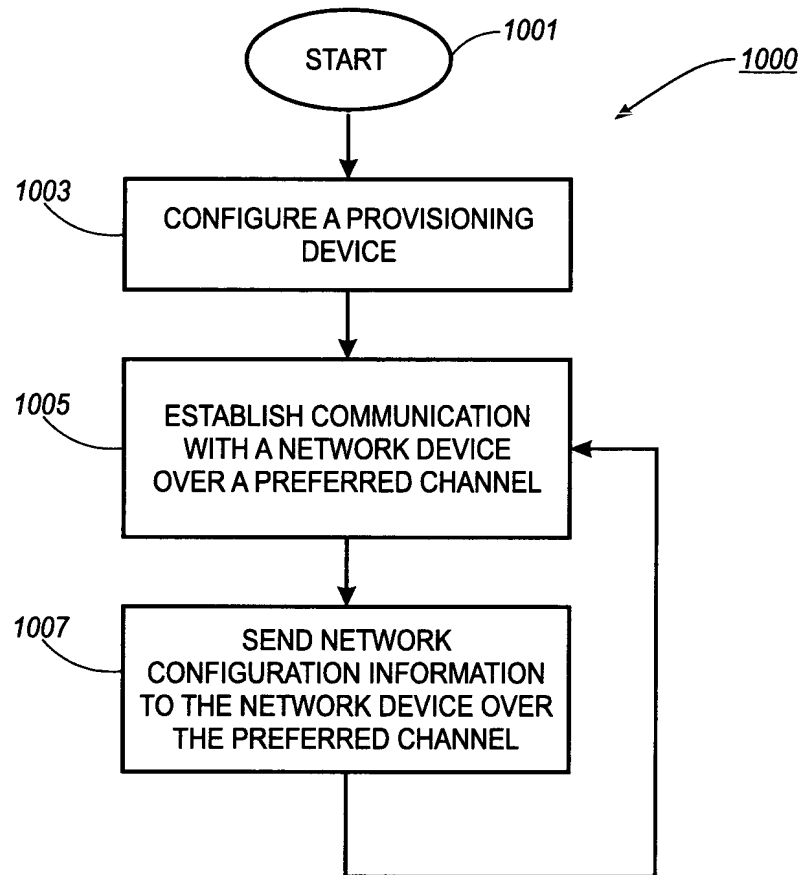 START
1001
1000
1003
CONFIGURE A PROVISIONING
DEVICE
1005
ESTABLISH COMMUNICATION
WITH A NETWORK DEVICE
OVER A PREFERRED CHANNEL
1007
SEND NETWORK
CONFIGURATION INFORMATION
TO THE NETWORK DEVICE OVER
THE PREFERRED CHANNEL